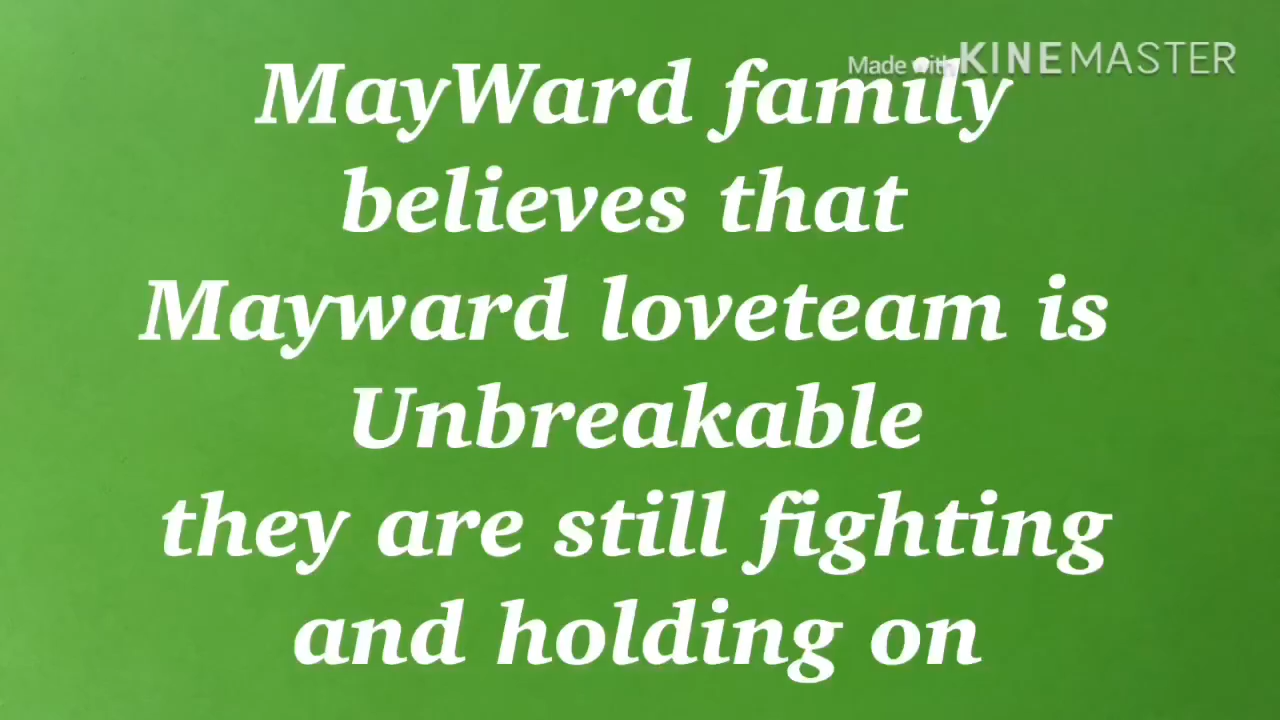 Made with KINEMASTER
MayWard family
believes that
Mayward loveteam is
Unbreakable
they are still fighting
and holding on